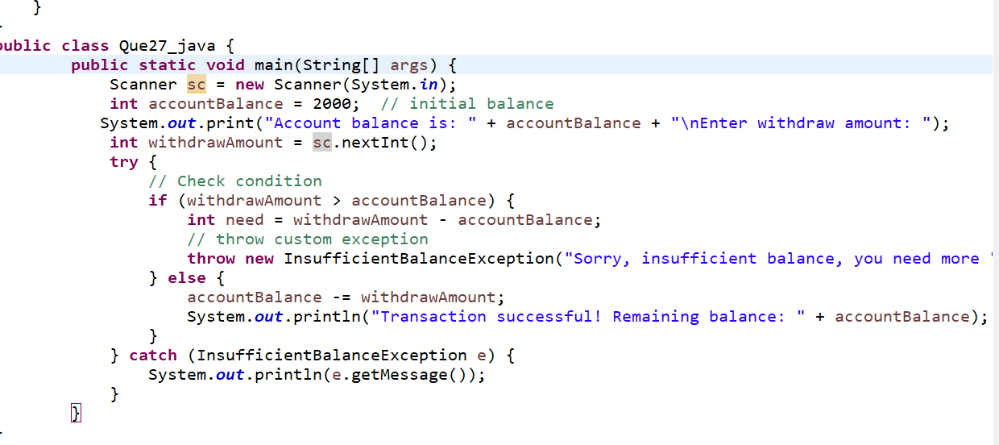 }
public class Que27_java {
public static void main(String[] args) {
Scanner sc = new Scanner(System.in);
int accountBalance = 2000;  // initial balance
System.out.print("Account balance is: " + accountBalance + "\nEnter withdraw amount: ");
int withdrawAmount = sc.nextInt();
try {
// Check condition
if (withdrawAmount > accountBalance) {
int need = withdrawAmount - accountBalance;
// throw custom exception
throw new InsufficientBalanceException("Sorry, insufficient balance, you need more "
} else {
accountBalance -= withdrawAmount;
System.out.println("Transaction successful! Remaining balance: " + accountBalance);
}
} catch (InsufficientBalanceException e) {
System.out.println(e.getMessage());
}
}